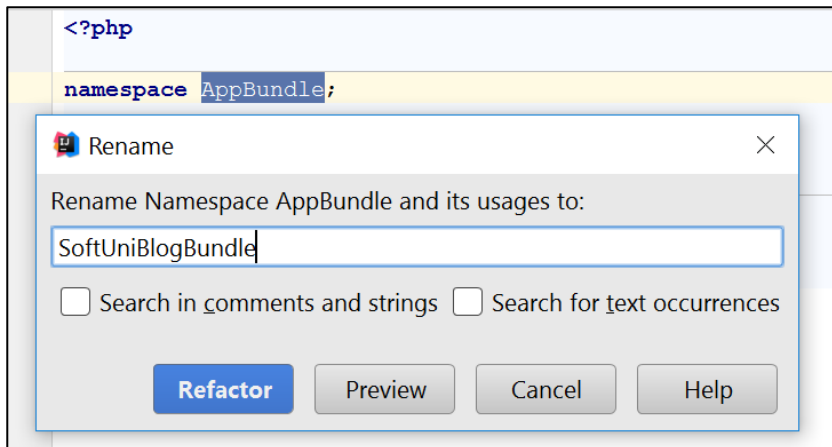 <?php
namespace AppBundle;
Rename
Rename Namespace AppBundle and its usages to:
SoftUniBlogBundle
Search in comments and strings Search for text occurrences
Refactor Preview Cancel Help